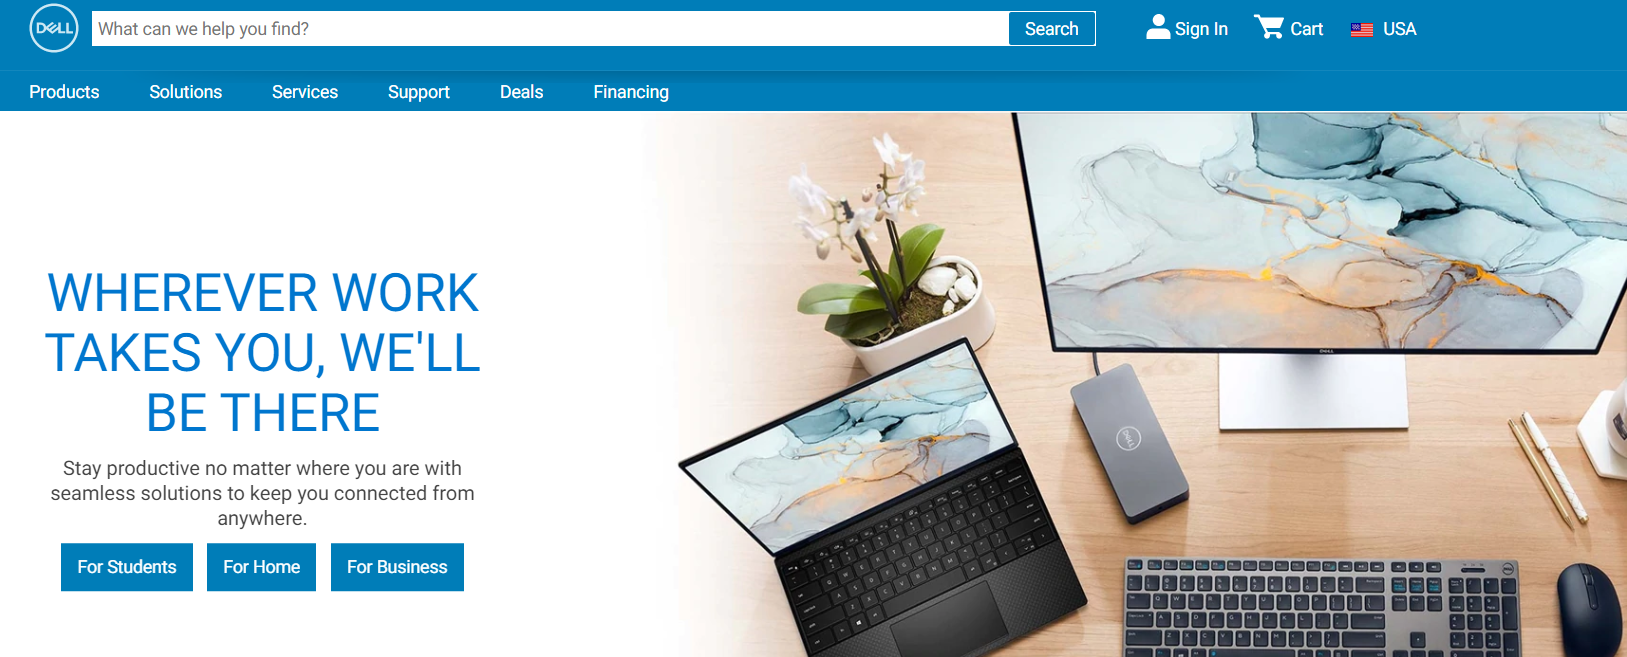 DELL
What can we help you find?
Search
Sign In
Cart
USA
Products
Solutions
Services
Support
Deals
Financing
WHEREVER WORK
TAKES YOU, WE'LL
BE THERE
Stay productive no matter where you are with
seamless solutions to keep you connected from
anywhere.
For Students
For Home
For Business
DELL
DELL